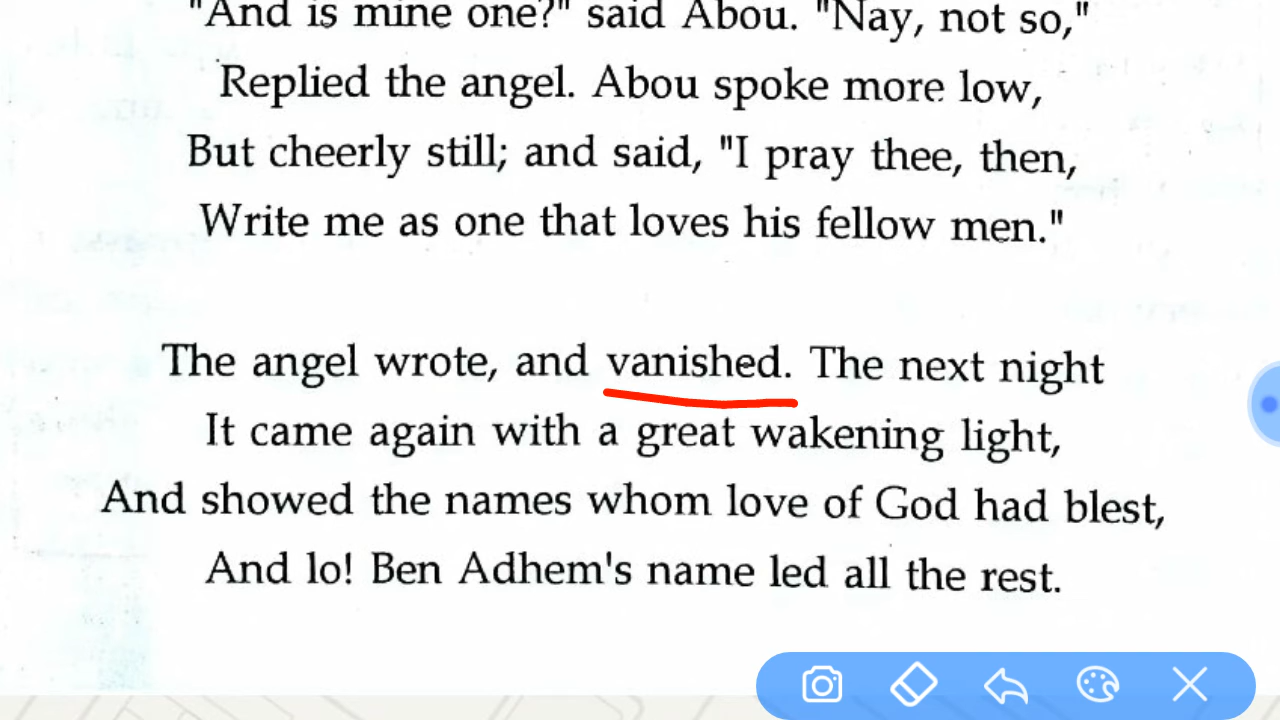 "And is mine one?" said Abou. "Nay, not so,"
Replied the angel. Abou spoke more low,
But cheerly still; and said, "I pray thee, then,
Write me as one that loves his fellow men."
The angel wrote, and vanished. The next night
It came again with a great wakening light,
And showed the names whom love of God had blest,
And lo! Ben Adhem's name led all the rest.